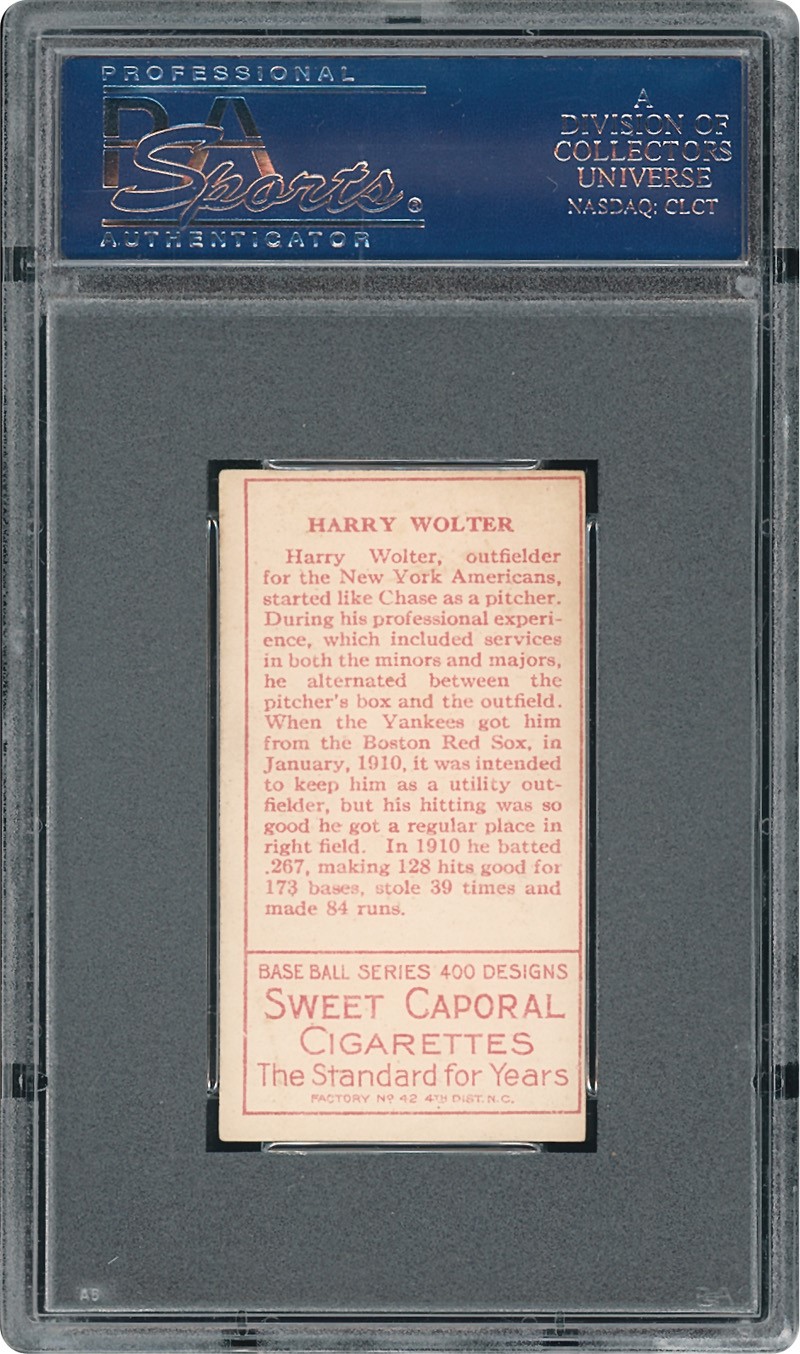 PROFESSIONAL
PSA
Sports®
AUTHENTICATOR
A
DIVISION OF
COLLECTORS
UNIVERSE
NASDAQ: CLCT
HARRY WOLTER
Harry Wolter, outfielder
for the New York Americans,
started like Chase as a pitcher.
During his professional experi-
ence, which included services
in both the minors and majors,
he alternated between the
pitcher's box and the outfield.
When the Yankees got him
from the Boston Red Sox, in
January, 1910, it was intended
to keep him as a utility out-
fielder, but his hitting was so
good he got a regular place in
right field. In 1910 he batted
.267, making 128 hits good for
173 bases, stole 39 times and
made 84 runs.
BASE BALL SERIES 400 DESIGNS
SWEET CAPORAL
CIGARETTES
The Standard for Years
FACTORY Nº 42 4TH DIST. N.C.
PSA